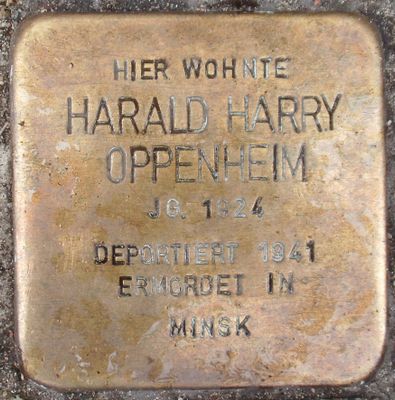 HIER WOHNTE
HARALD HARRY
OPPENHEIM
JG. 1924
DEPORTIERT 1941
ERMORDET IN
MINSK